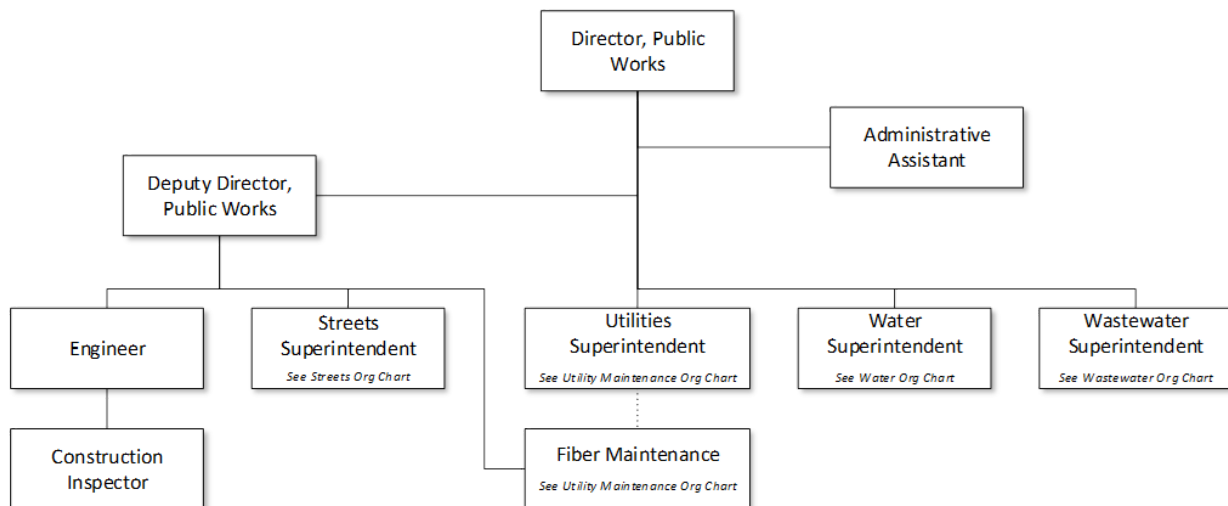 Director, Public
Works
Administrative
Assistant
Deputy Director,
Public Works
Engineer
Streets
Superintendent
See Streets Org Chart
Utilities
Superintendent
See Utility Maintenance Org Chart
Water
Superintendent
See Water Org Chart
Wastewater
Superintendent
See Wastewater Org Chart
Construction
Inspector
Fiber Maintenance
See Utility Maintenance Org Chart